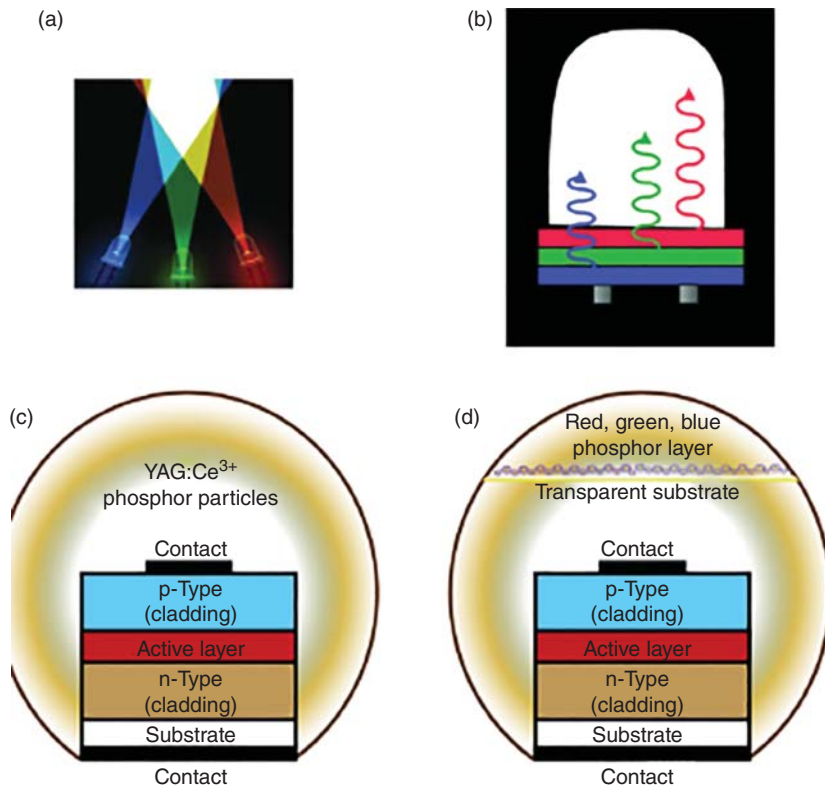 (a)
(b)
(c)
YAG:Ce³⁺
phosphor particles
Contact
p-Type
(cladding)
Active layer
n-Type
(cladding)
Substrate
Contact
(d)
Red, green, blue
phosphor layer
Transparent substrate
Contact
p-Type
(cladding)
Active layer
n-Type
(cladding)
Substrate
Contact